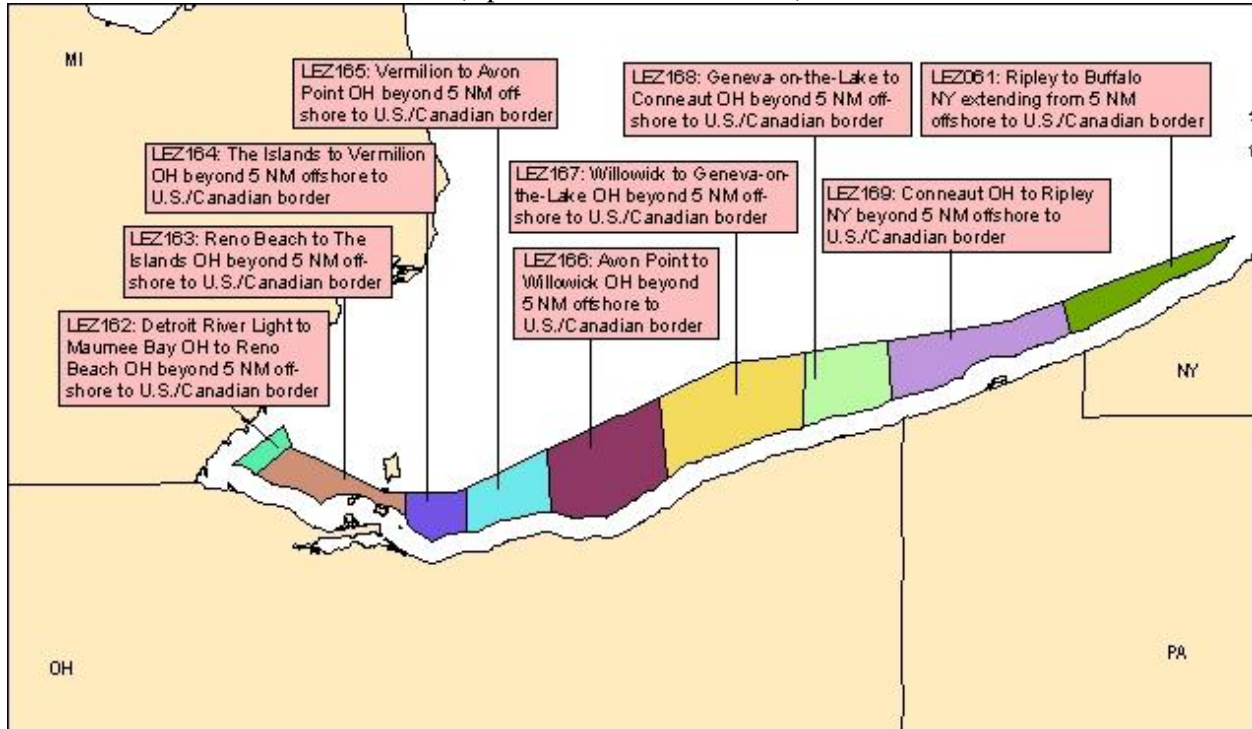 MI
LEZ165: Vermilion to Avon
Point OH beyond 5 NM off-
shore to U.S./Canadian border
LEZ168: Geneva-on-the-Lake to
Conneaut OH beyond 5 NM off-
shore to U.S./Canadian border
LEZ061: Ripley to Buffalo
NY extending from 5 NM
offshore to U.S./Canadian border
LEZ164: The Islands to Vermilion
OH beyond 5 NM offshore to
U.S./Canadian border
LEZ167: Willowick to Geneva-on-
the-Lake OH beyond 5 NM off-
shore to U.S./Canadian border
LEZ169: Conneaut OH to Ripley
NY beyond 5 NM offshore to
U.S./Canadian border
LEZ163: Reno Beach to The
Islands OH beyond 5 NM off-
shore to U.S./Canadian border
LEZ166: Avon Point to
Willowick OH beyond
5 NM offshore to
U.S./Canadian border
LEZ162: Detroit River Light to
Maumee Bay OH to Reno
Beach OH beyond 5 NM off-
shore to U.S./Canadian border
NY
OH
PA